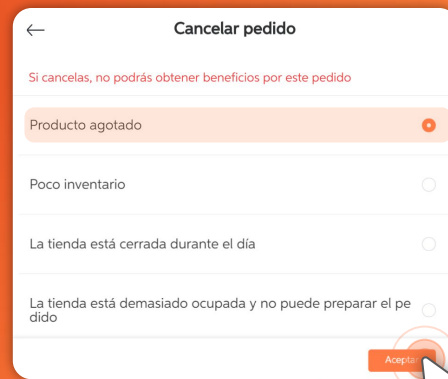 Cancelar pedido
Si cancelas, no podrás obtener beneficios por este pedido
Producto agotado
Poco inventario
La tienda está cerrada durante el día
La tienda está demasiado ocupada y no puede preparar el pe
dido
Aceptar